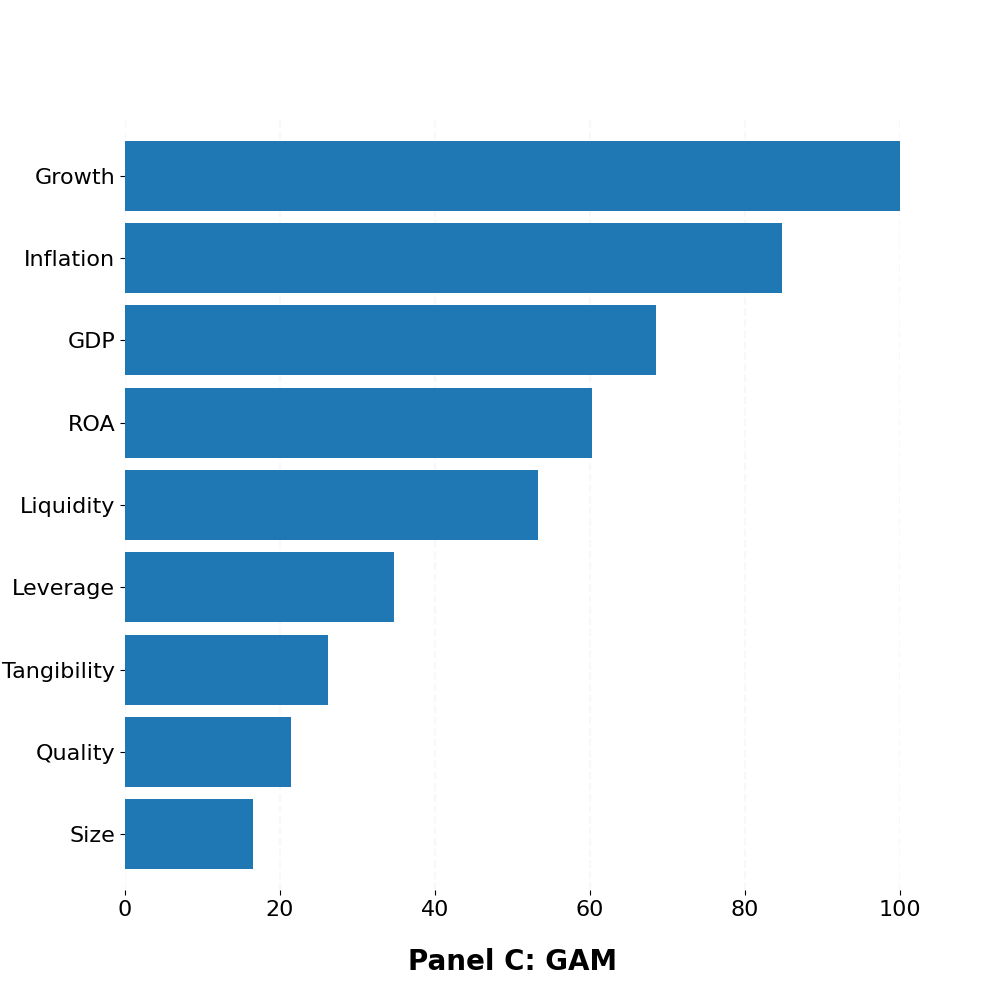 Growth
Inflation
GDP
ROA
Liquidity
Leverage
Tangibility
Quality
Size
0 20 40 60 80 100
Panel C: GAM